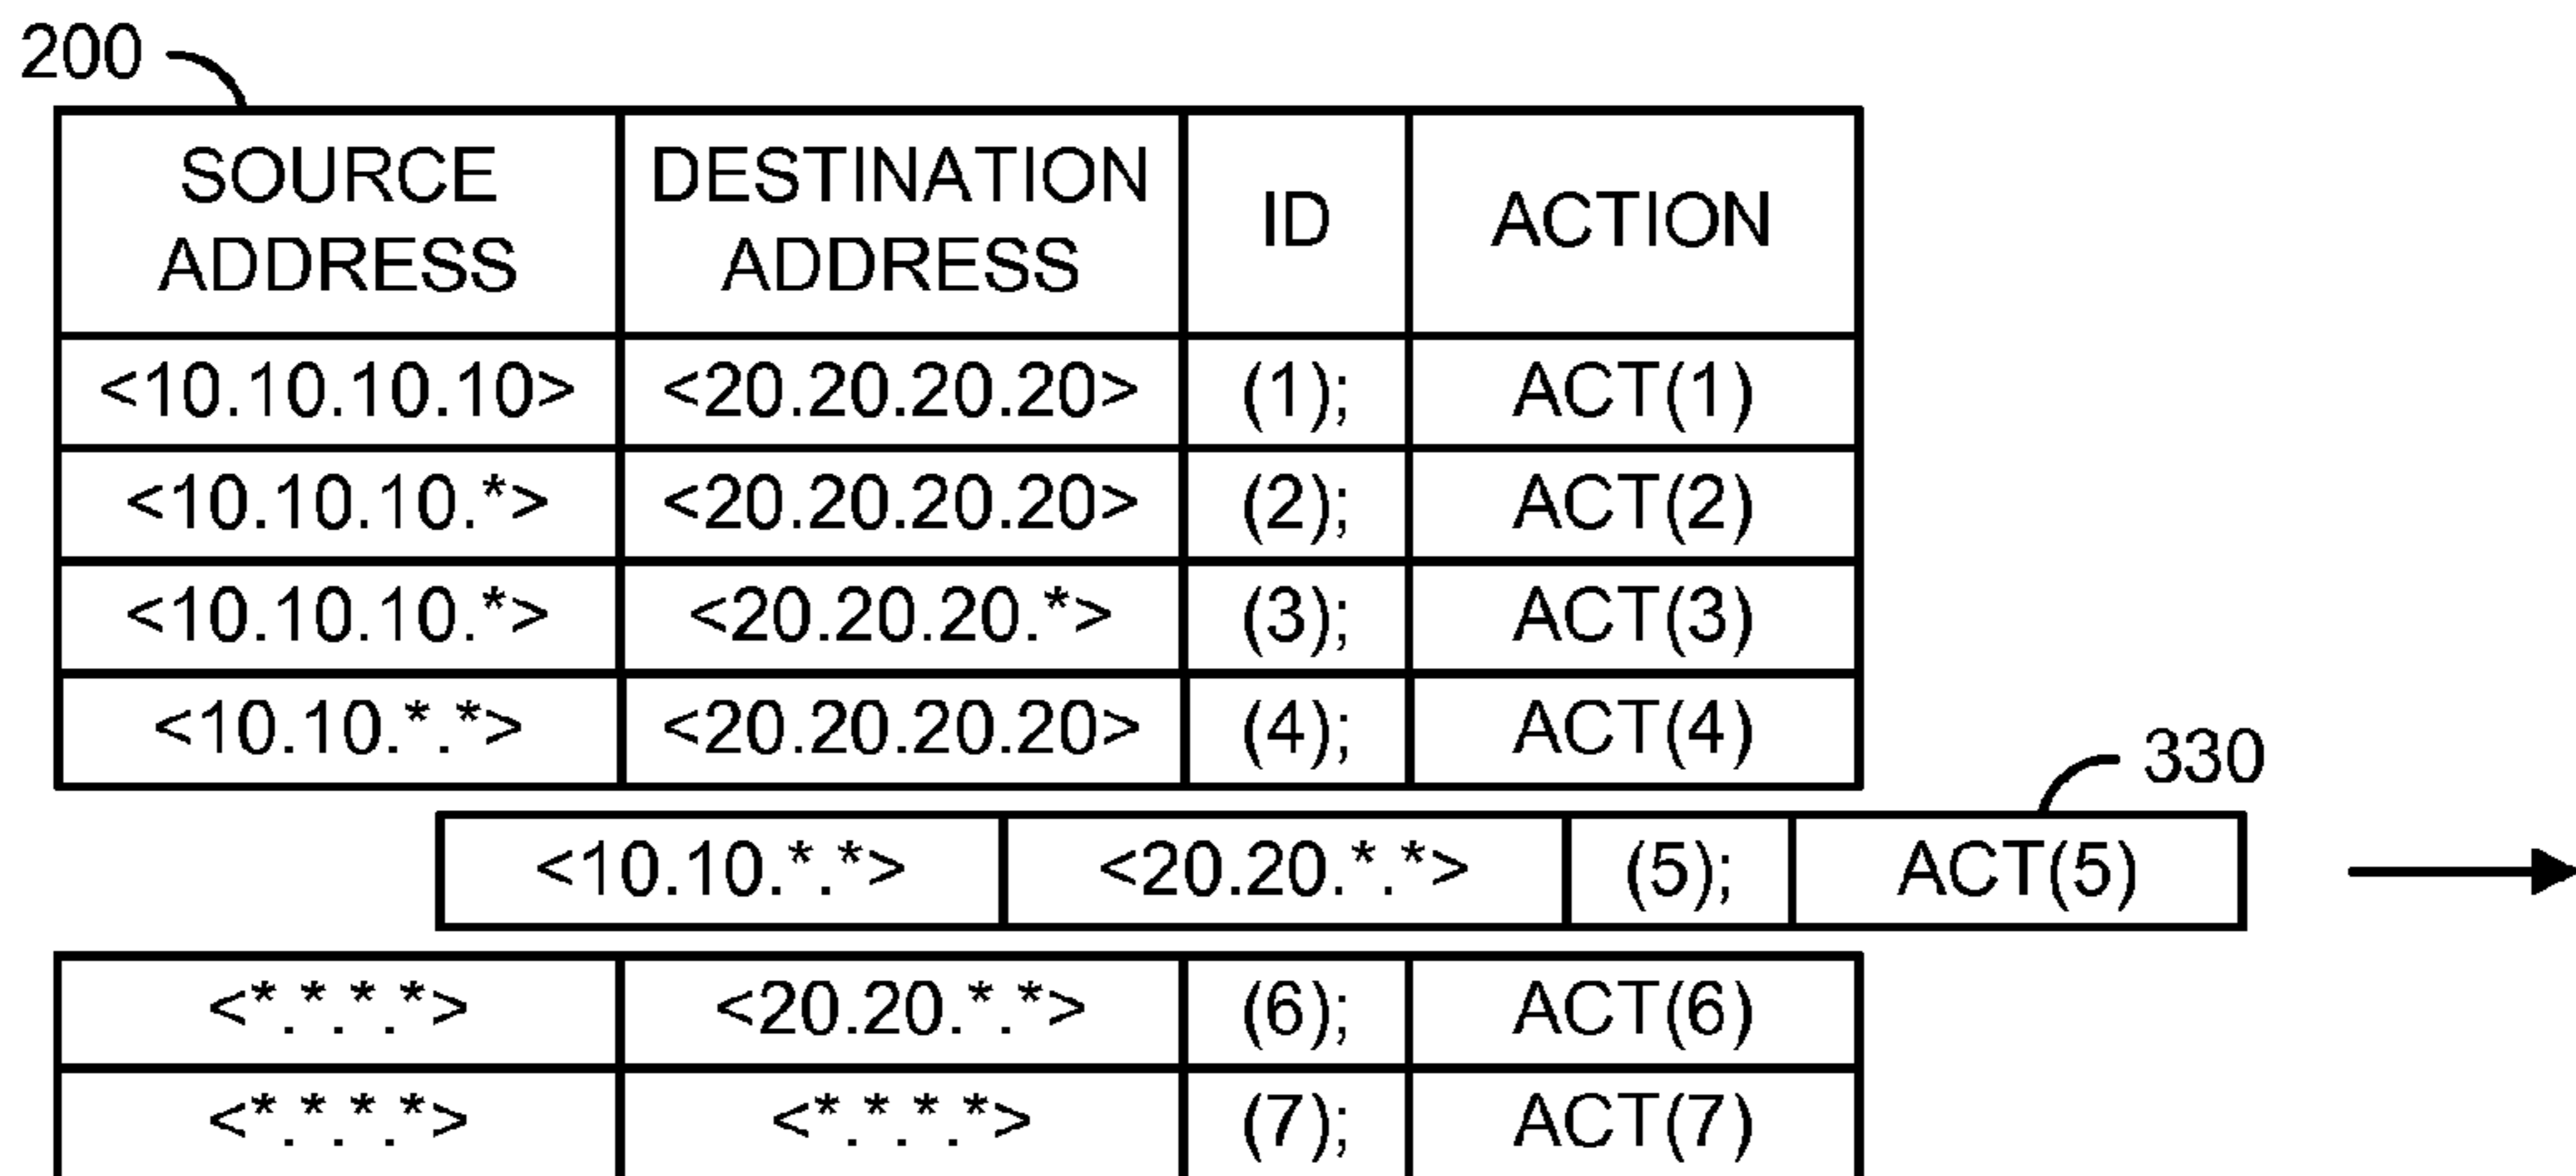 200
SOURCE ADDRESS DESTINATION ADDRESS ID ACTION
<10.10.10.10> <20.20.20.20> (1); ACT(1)
<10.10.10.*> <20.20.20.20> (2); ACT(2)
<10.10.10.*> <20.20.20.*> (3); ACT(3)
<10.10.*.*> <20.20.20.20> (4); ACT(4)
330
<10.10.*.*> <20.20.*.*> (5); ACT(5)
<*.*.*.*> <20.20.*.*> (6); ACT(6)
<*.*.*.*> <*.*.*.*> (7); ACT(7)